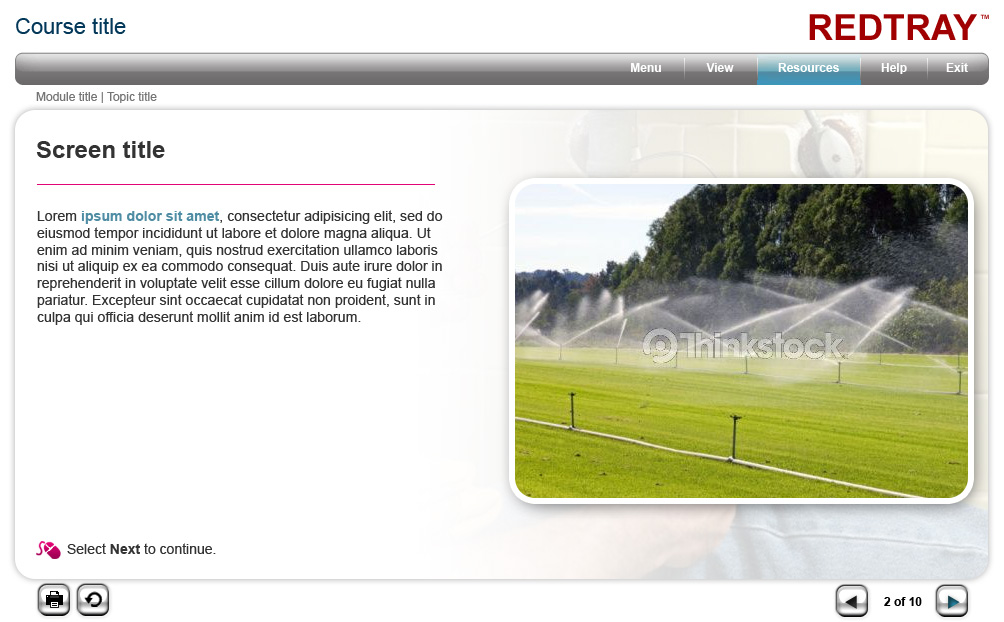 Course title
REDTRAY™
Menu View Resources Help Exit
Module title | Topic title
Screen title
Lorem ipsum dolor sit amet, consectetur adipisicing elit, sed do
eiusmod tempor incididunt ut labore et dolore magna aliqua. Ut
enim ad minim veniam, quis nostrud exercitation ullamco laboris
nisi ut aliquip ex ea commodo consequat. Duis aute irure dolor in
reprehenderit in voluptate velit esse cillum dolore eu fugiat nulla
pariatur. Excepteur sint occaecat cupidatat non proident, sunt in
culpa qui officia deserunt mollit anim id est laborum.
Thinkstock
Select Next to continue.
2 of 10